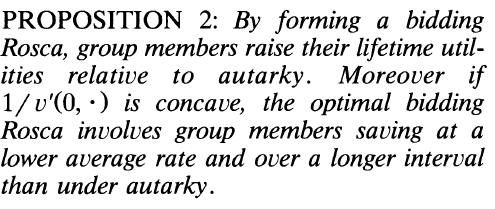 PROPOSITION 2: By forming a bidding
Rosca, group members raise their lifetime util-
ities relative to autarky. Moreover if
1/v′(0, ·) is concave, the optimal bidding
Rosca involves group members saving at a
lower average rate and over a longer interval
than under autarky.